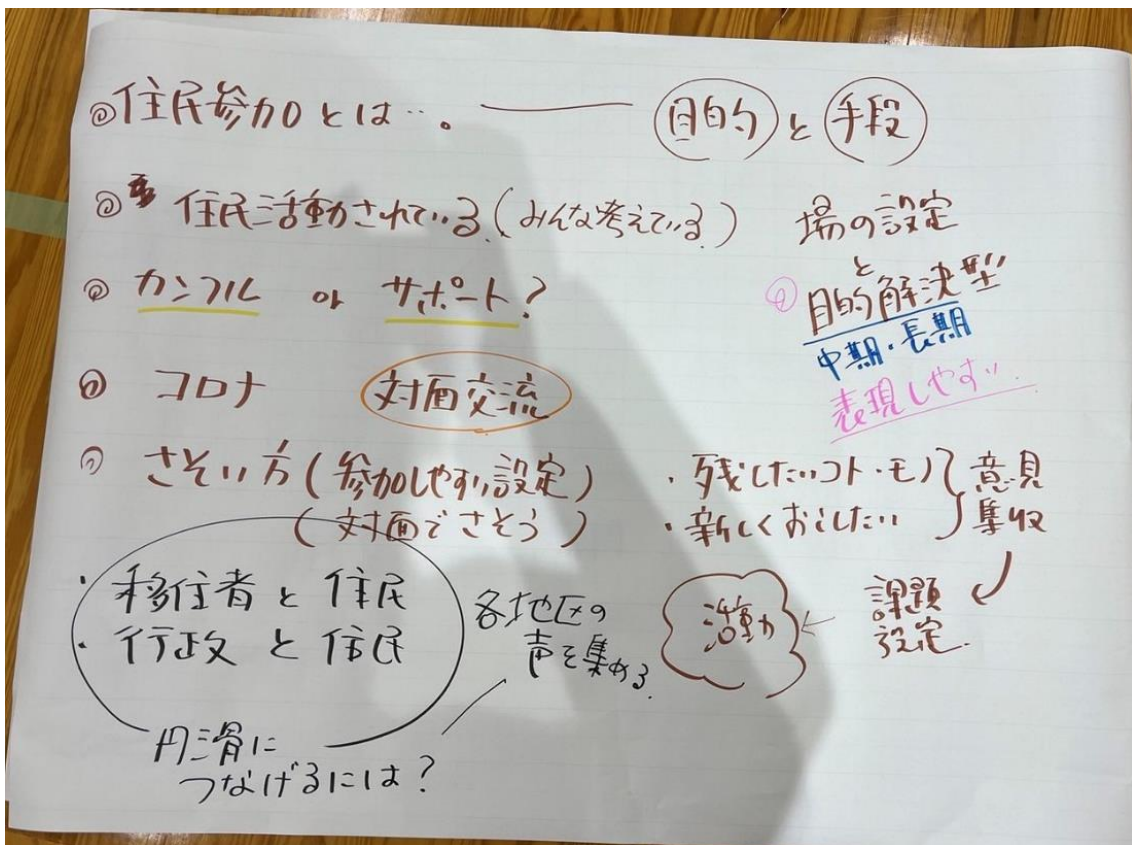 ◎住民参加とは…。 —— 目的と手段
◎ 住民活動されている(みんな考えている)
場の設定
と
目的解決型
中期・長期
表現しやすい
◎ カンフル or サポート?
◎ コロナ 対面交流
◎ さそい方(参加しやすい設定)
(対面でさそう)
・残したいコト・モノ
・新しくおこしたい
意見
集収
課題
設定
活動
・移住者と住民
・行政と住民
各地区の
声を集める
円滑に
つなげるには?